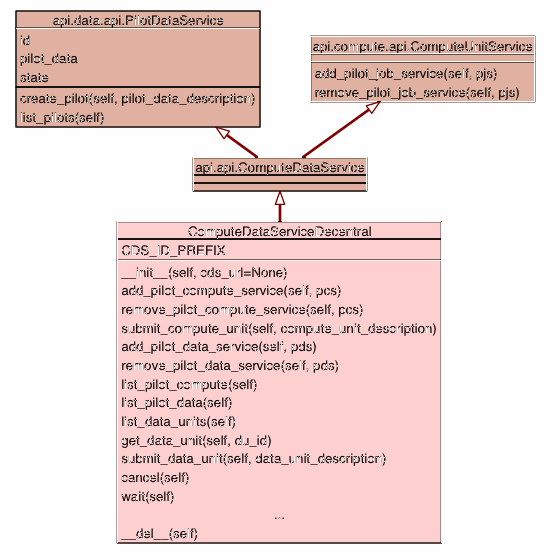 api.data.api.PilotDataService
id
pilot_data
state
create_pilot(self, pilot_data_description)
list_pilots(self)
api.compute.api.ComputeUnitService
add_pilot_job_service(self, pjs)
remove_pilot_job_service(self, pjs)
api.api.ComputeDataService
ComputeDataServiceDecentral
CDS_ID_PREFIX
__init__(self, cds_url=None)
add_pilot_compute_service(self, pcs)
remove_pilot_compute_service(self, pcs)
submit_compute_unit(self, compute_unit_description)
add_pilot_data_service(self, pds)
remove_pilot_data_service(self, pds)
list_pilot_compute(self)
list_pilot_data(self)
list_data_units(self)
get_data_unit(self, du_id)
submit_data_unit(self, data_unit_description)
cancel(self)
wait(self)
...
__del__(self)